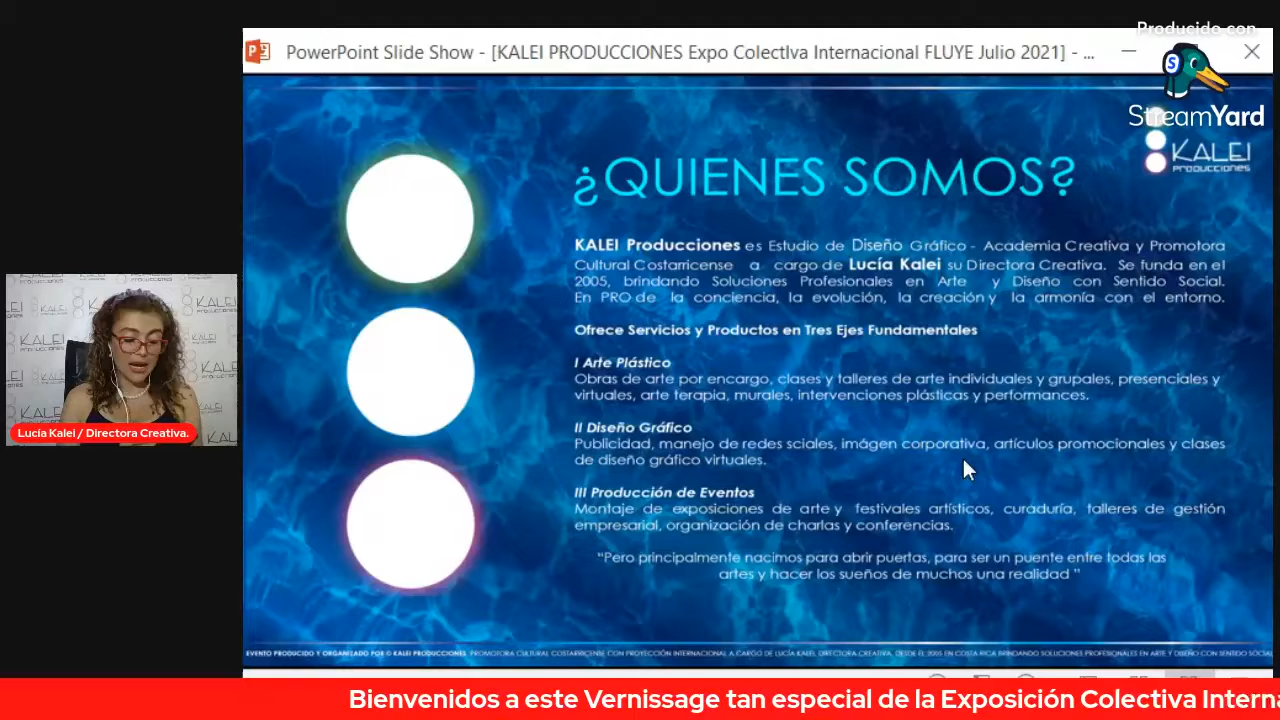 Producido con
StreamYard
PowerPoint Slide Show - [KALEI PRODUCCIONES Expo Colectiva Internacional FLUYE Julio 2021] - ...
KALEI
PRODUCCIONES
¿QUIENES SOMOS?
KALEI Producciones es Estudio de Diseño Gráfico - Academia Creativa y Promotora
Cultural Costarricense a cargo de Lucía Kalei su Directora Creativa. Se funda en el
2005, brindando Soluciones Profesionales en Arte y Diseño con Sentido Social.
En PRO de la conciencia, la evolución, la creación y la armonía con el entorno.
Ofrece Servicios y Productos en Tres Ejes Fundamentales
I Arte Plástico
Obras de arte por encargo, clases y talleres de arte individuales y grupales, presenciales y
virtuales, arte terapia, murales, intervenciones plásticas y performances.
II Diseño Gráfico
Publicidad, manejo de redes sciales, imágen corporativa, artículos promocionales y clases
de diseño gráfico virtuales.
III Producción de Eventos
Montaje de exposiciones de arte y festivales artísticos, curaduría, talleres de gestión
empresarial, organización de charlas y conferencias.
“Pero principalmente nacimos para abrir puertas, para ser un puente entre todas las
artes y hacer los sueños de muchos una realidad ”
EVENTO PRODUCIDO Y ORGANIZADO POR © KALEI PRODUCCIONES. PROMOTORA CULTURAL COSTARRICENSE CON PROYECCIÓN INTERNACIONAL A CARGO DE LUCÍA KALEI, DIRECTORA CREATIVA, DESDE EL 2005 EN COSTA RICA BRINDANDO SOLUCIONES PROFESIONALES EN ARTE Y DISEÑO CON SENTIDO SOCIAL
KALEI
KALEI
Lucía Kalei / Directora Creativa.
Bienvenidos a este Vernissage tan especial de la Exposición Colectiva Interna